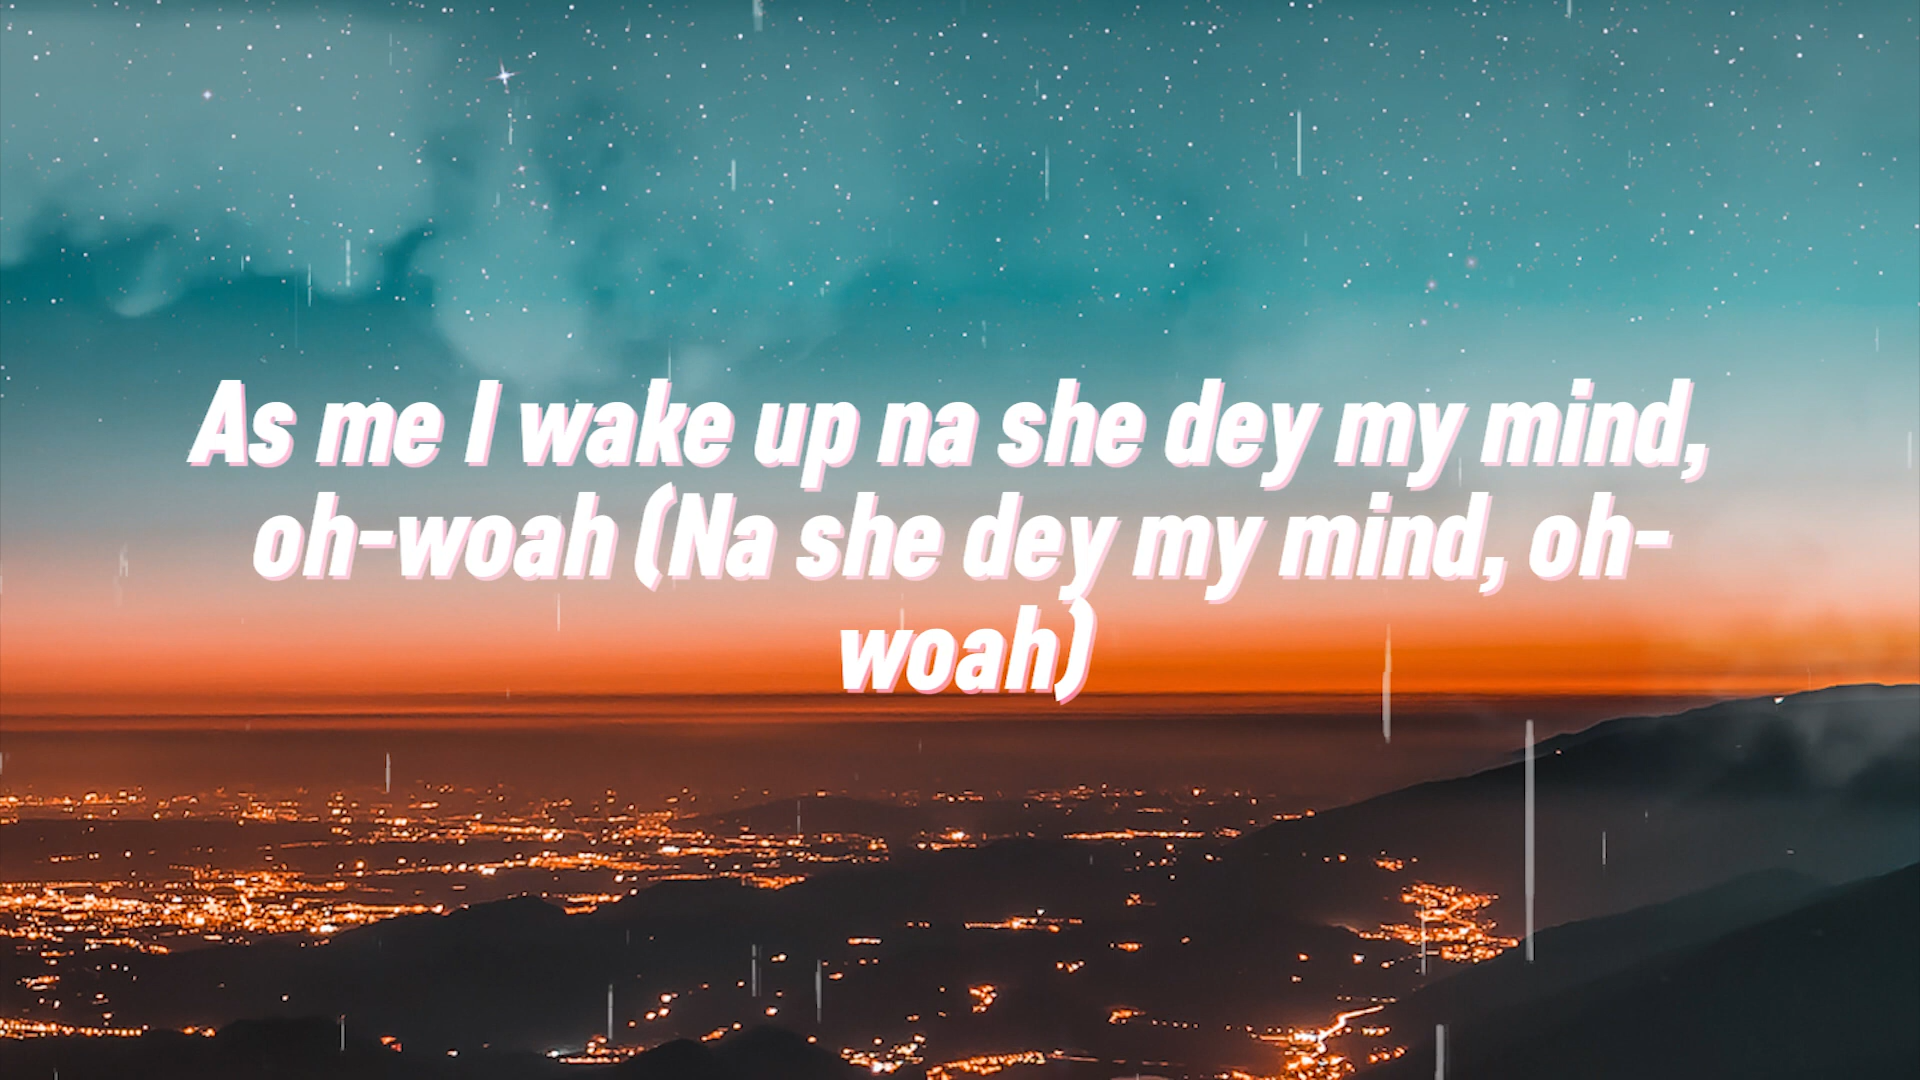 As me I wake up na she dey my mind,
oh-woah (Na she dey my mind, oh-
woah)